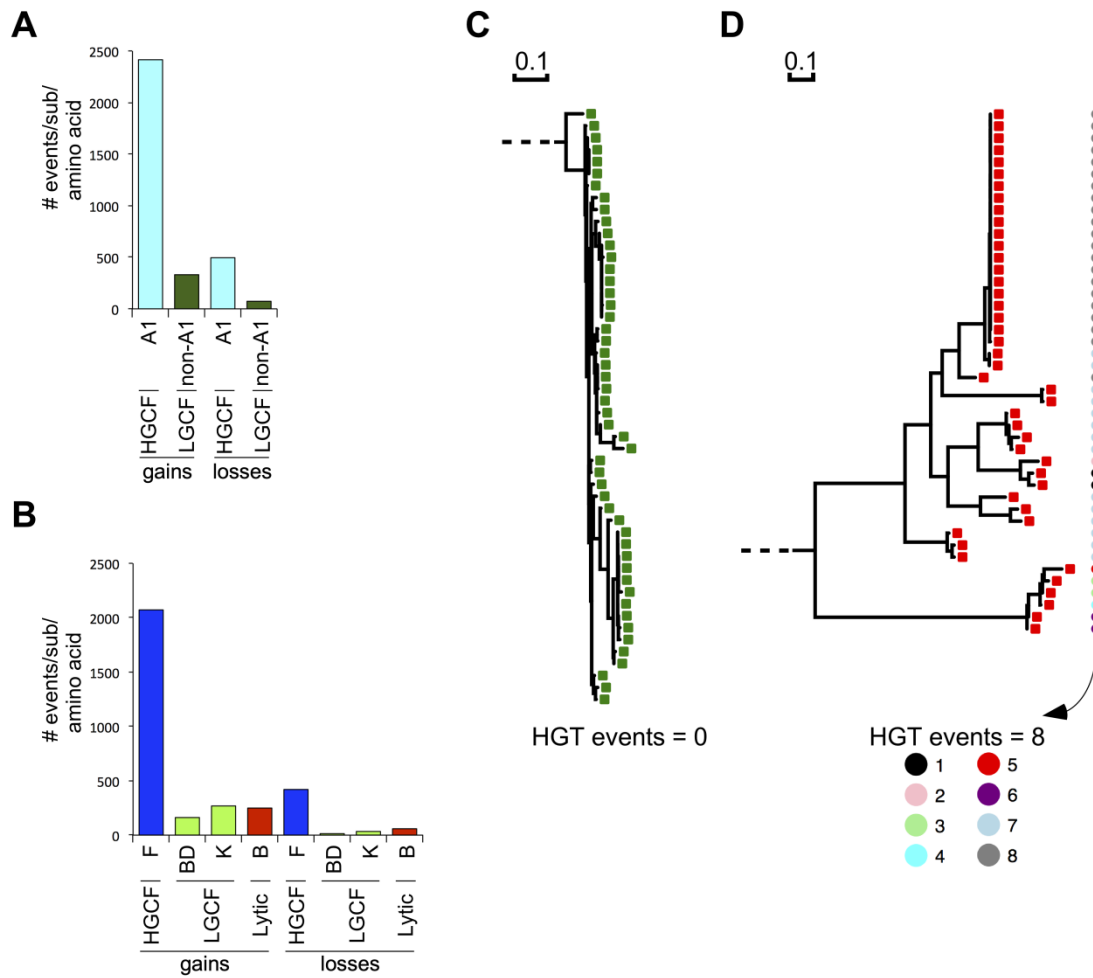 A
# events/sub/
amino acid
2500
2000
1500
1000
500
0
A1
non-A1
A1
non-A1
HGCF
LGCF
HGCF
LGCF
gains
losses
B
# events/sub/
amino acid
2500
2000
1500
1000
500
0
F
BD
K
B
F
BD
K
B
HGCF
LGCF
Lytic
HGCF
LGCF
Lytic
gains
losses
C
0.1
HGT events = 0
D
0.1
HGT events = 8
1
5
2
6
3
7
4
8